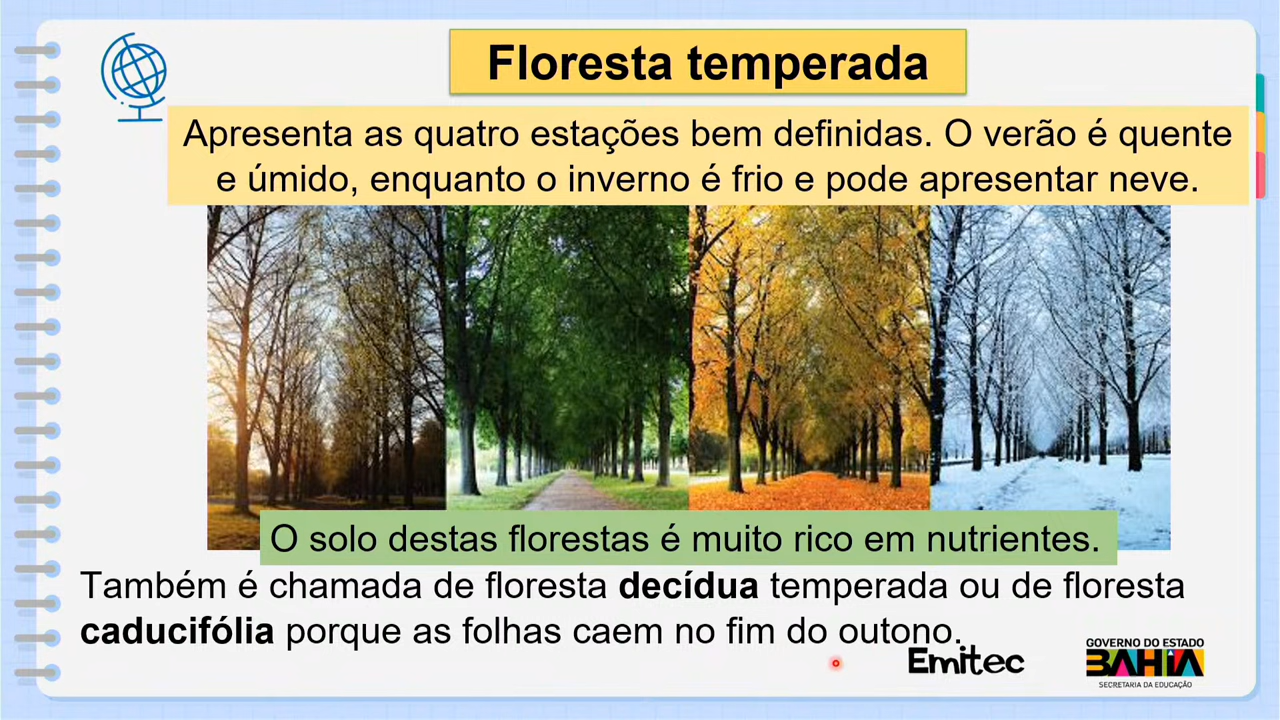 Floresta temperada
Apresenta as quatro estações bem definidas. O verão é quente
e úmido, enquanto o inverno é frio e pode apresentar neve.
O solo destas florestas é muito rico em nutrientes.
Também é chamada de floresta decídua temperada ou de floresta
caducifólia porque as folhas caem no fim do outono.
Emitec
GOVERNO DO ESTADO
BAHIA
SECRETARIA DA EDUCAÇÃO